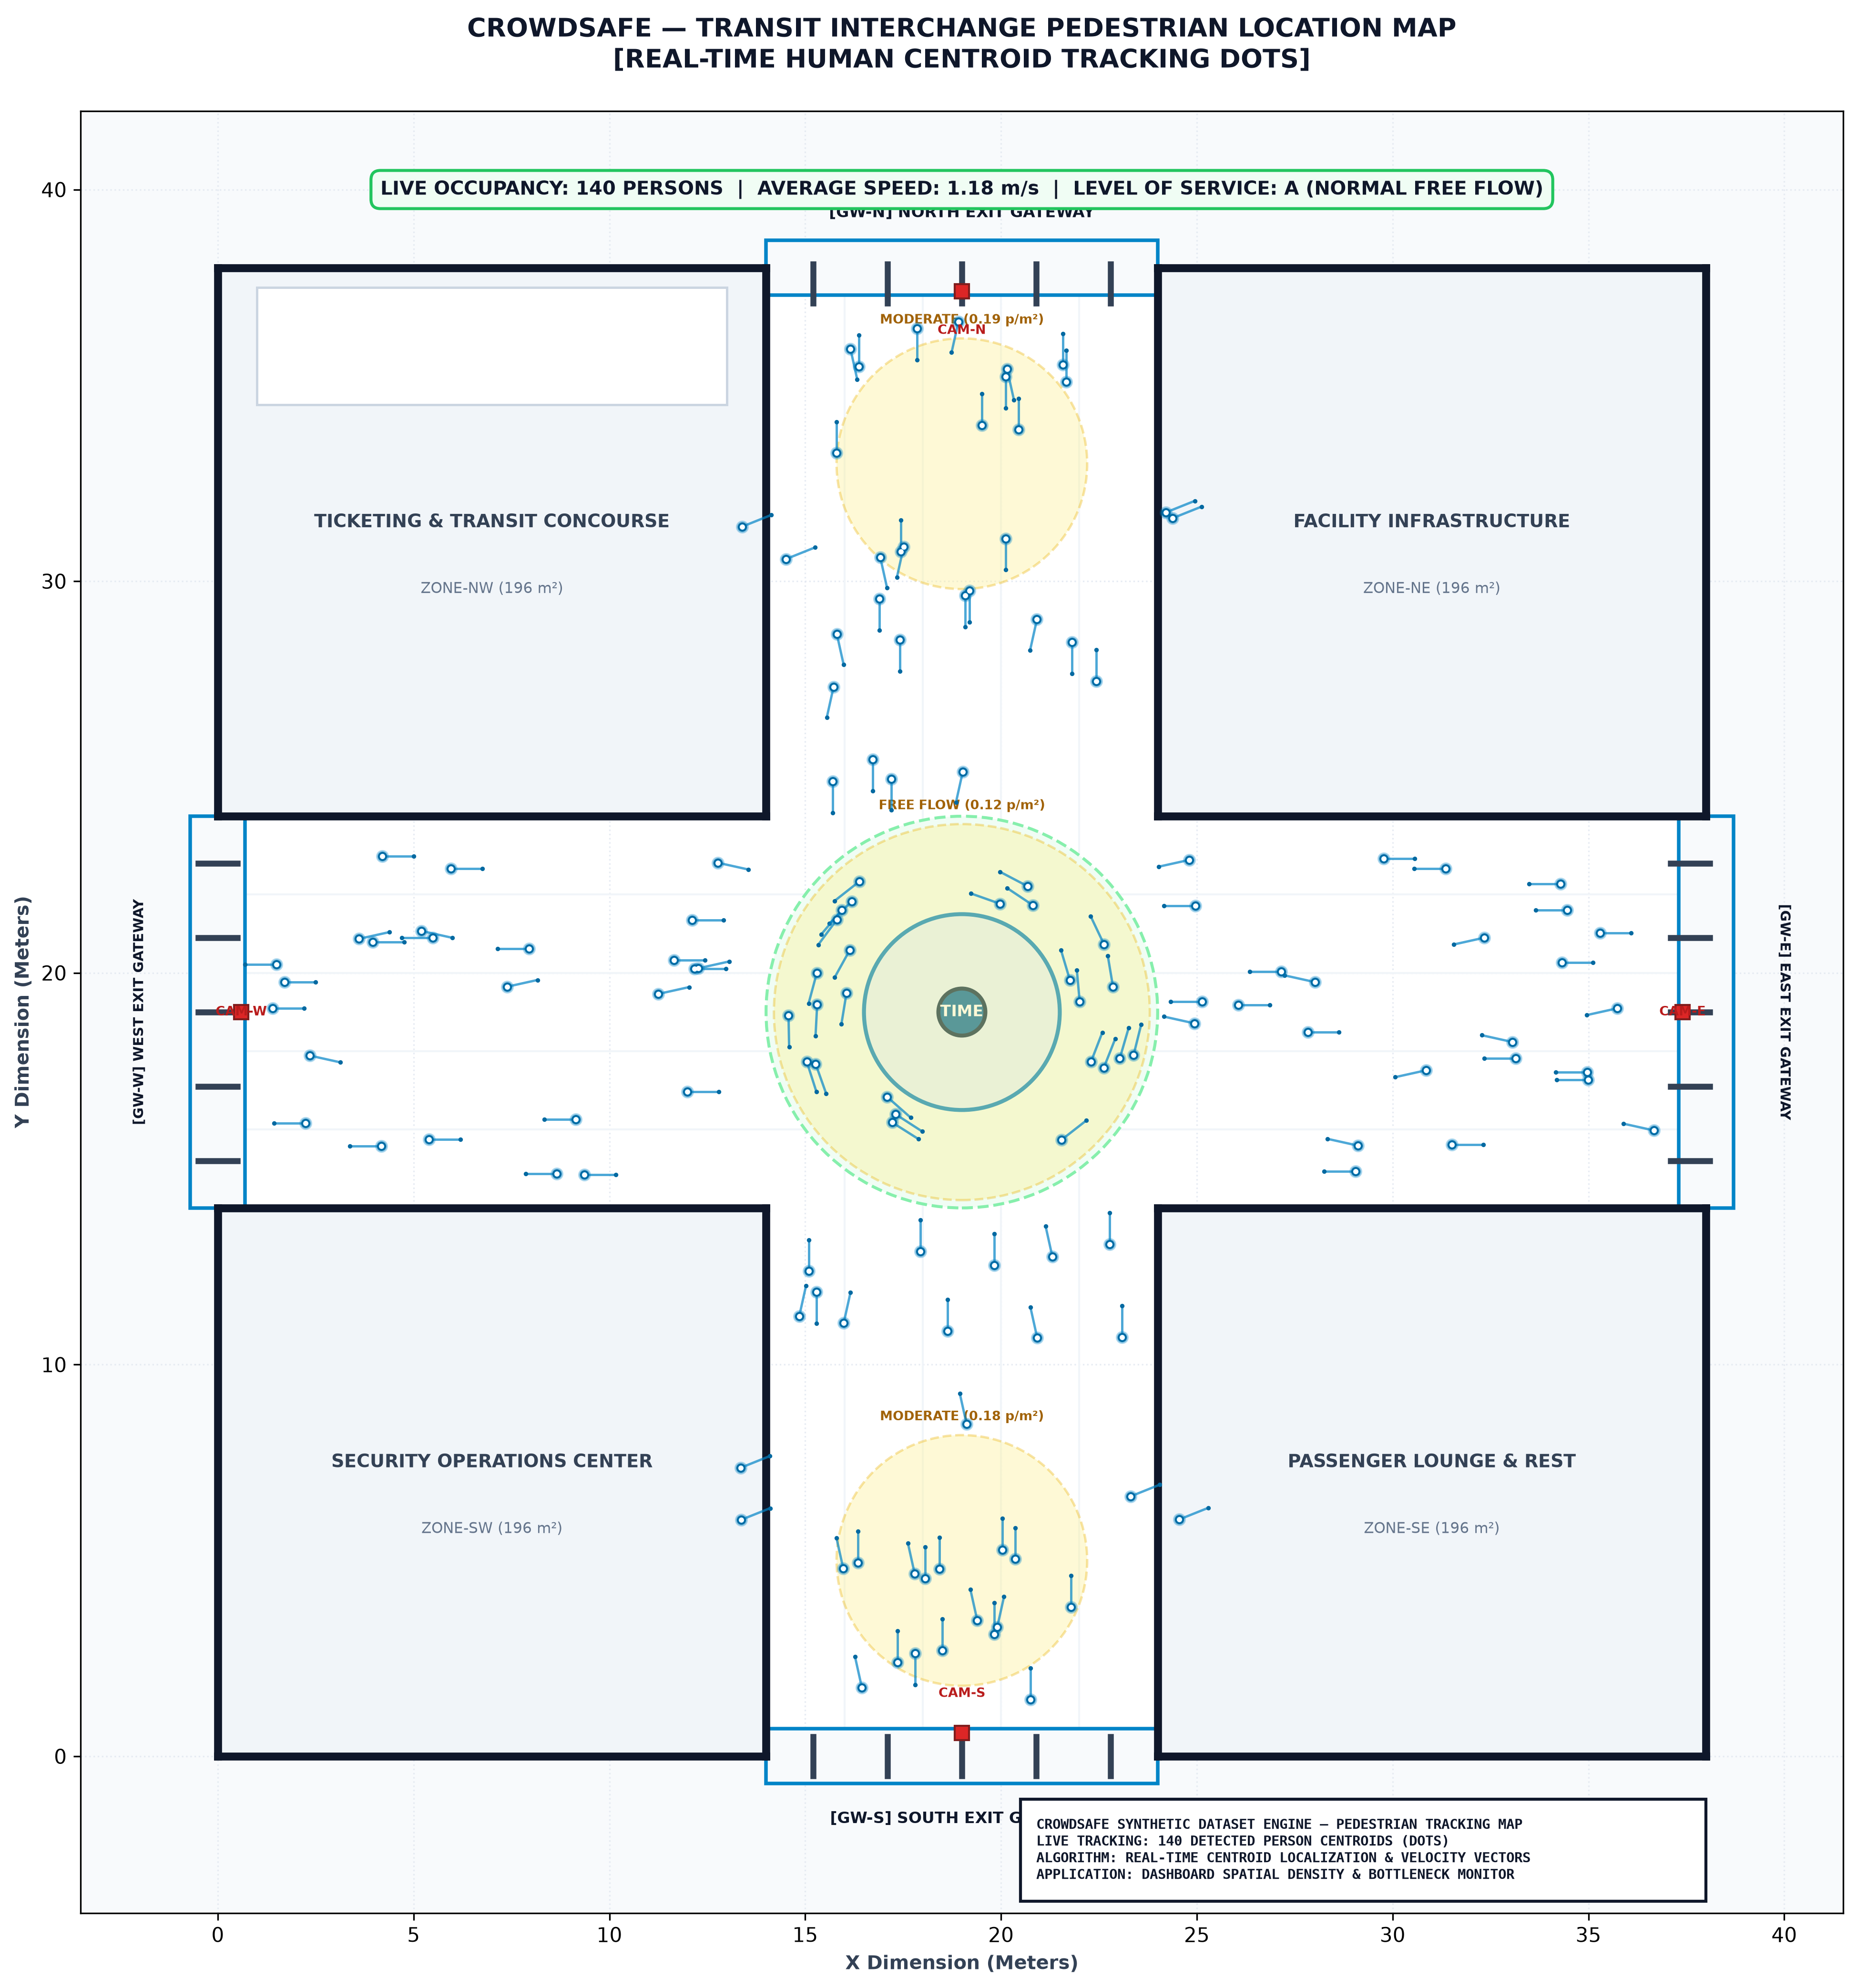 CROWDSAFE — TRANSIT INTERCHANGE PEDESTRIAN LOCATION MAP
[REAL-TIME HUMAN CENTROID TRACKING DOTS]
LIVE OCCUPANCY: 140 PERSONS | AVERAGE SPEED: 1.18 m/s | LEVEL OF SERVICE: A (NORMAL FREE FLOW)
[GW-N] NORTH EXIT GATEWAY
MODERATE (0.19 p/m²)
CAM-N
TICKETING & TRANSIT CONCOURSE
ZONE-NW (196 m²)
FACILITY INFRASTRUCTURE
ZONE-NE (196 m²)
FREE FLOW (0.12 p/m²)
[GW-W] WEST EXIT GATEWAY
CAM-W
TIME
CAM-E
[GW-E] EAST EXIT GATEWAY
MODERATE (0.18 p/m²)
SECURITY OPERATIONS CENTER
ZONE-SW (196 m²)
PASSENGER LOUNGE & REST
ZONE-SE (196 m²)
CAM-S
[GW-S] SOUTH EXIT
CROWDSAFE SYNTHETIC DATASET ENGINE — PEDESTRIAN TRACKING MAP
LIVE TRACKING: 140 DETECTED PERSON CENTROIDS (DOTS)
ALGORITHM: REAL-TIME CENTROID LOCALIZATION & VELOCITY VECTORS
APPLICATION: DASHBOARD SPATIAL DENSITY & BOTTLENECK MONITOR
40
30
20
10
0
Y Dimension (Meters)
0 5 10 15 20 25 30 35 40
X Dimension (Meters)